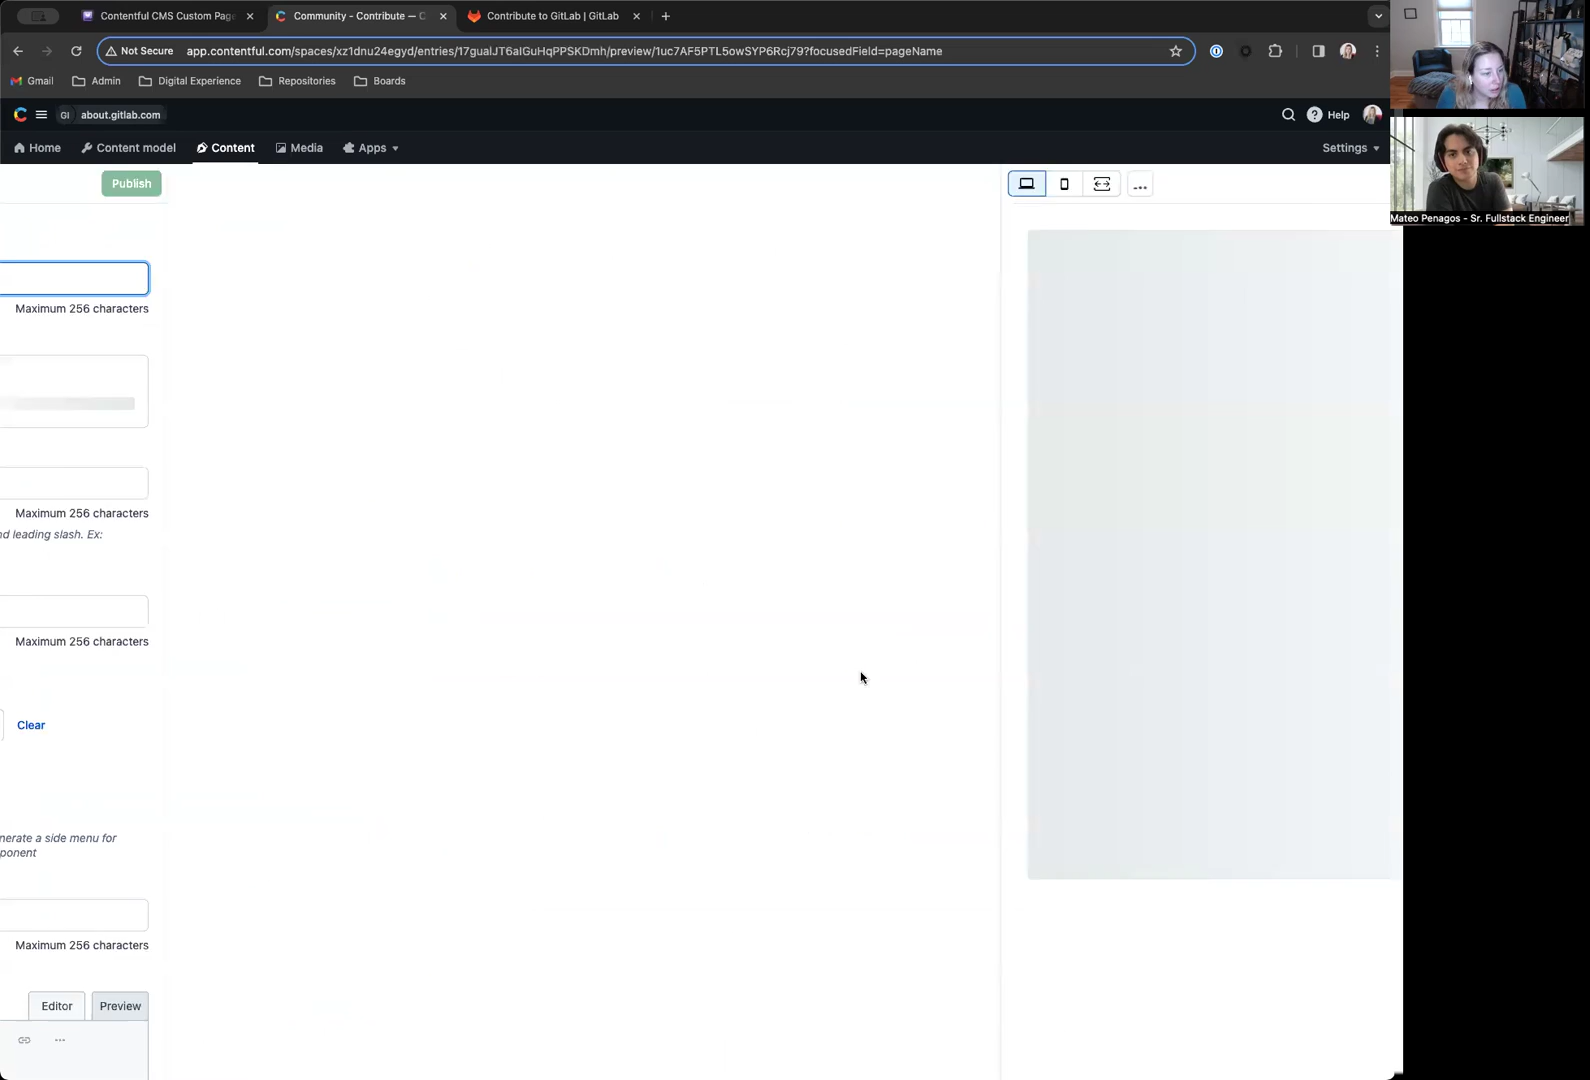 Contentful CMS Custom Pag
Community - Contribute — C
Contribute to GitLab | GitLab
Not Secure
app.contentful.com/spaces/xz1dnu24egyd/entries/17gualJT6alGuHqPPSKDmh/preview/1uc7AF5PTL5owSYP6Rcj79?focusedField=pageName
Gmail
Admin
Digital Experience
Repositories
Boards
GI
about.gitlab.com
Help
Home
Content model
Content
Media
Apps
Settings
Publish
...
Mateo Penagos - Sr. Fullstack Engineer
Maximum 256 characters
Maximum 256 characters
nd leading slash. Ex:
Maximum 256 characters
Clear
nerate a side menu for
ponent
Maximum 256 characters
Editor
Preview
...